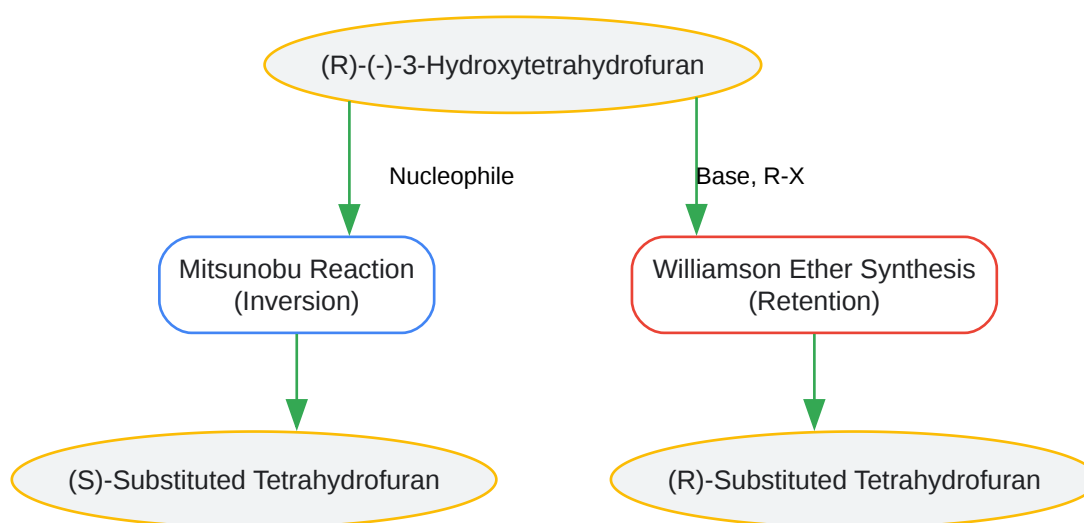 (R)-(-)-3-Hydroxytetrahydrofuran
Nucleophile
Base, R-X
Mitsunobu Reaction
(Inversion)
Williamson Ether Synthesis
(Retention)
(S)-Substituted Tetrahydrofuran
(R)-Substituted Tetrahydrofuran